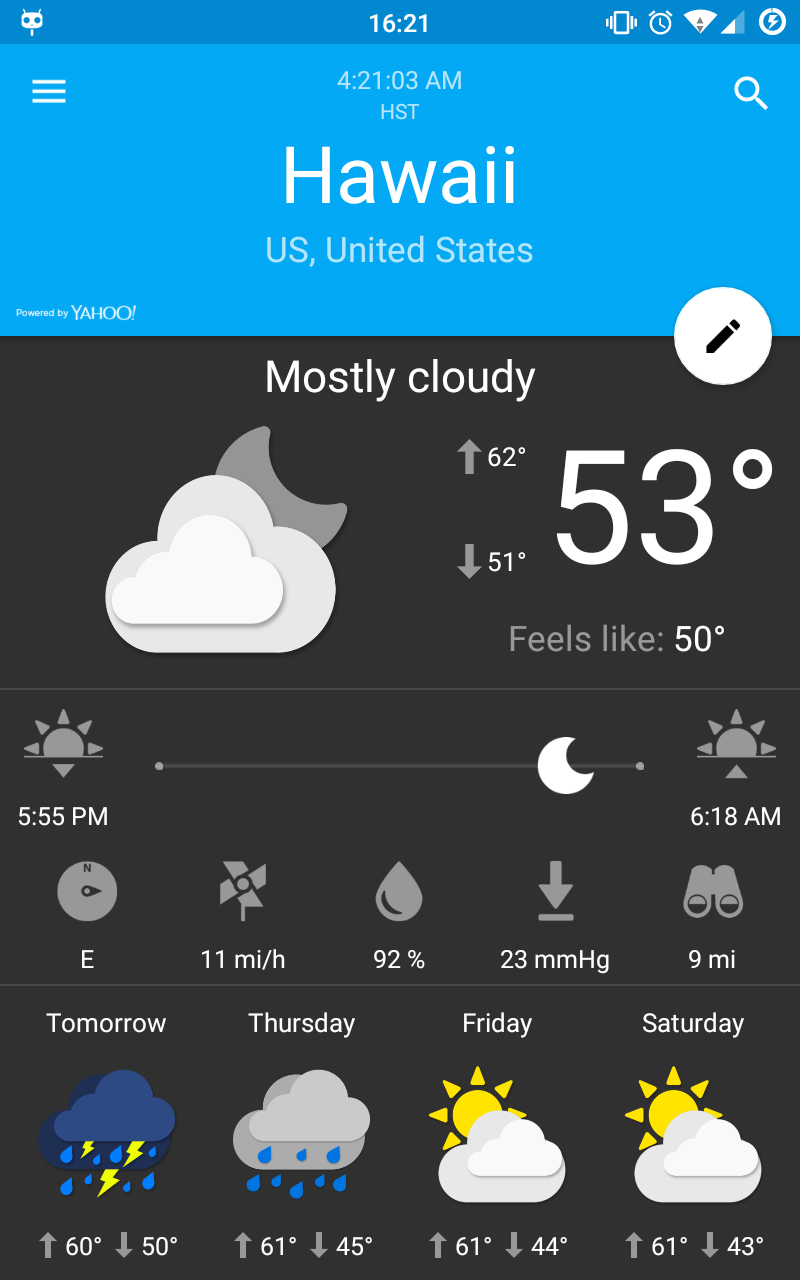 16:21
4:21:03 AM
HST
Hawaii
US, United States
Powered by YAHOO!
Mostly cloudy
62°
53°
51°
Feels like: 50°
5:55 PM
6:18 AM
N
E
11 mi/h
92 %
23 mmHg
9 mi
Tomorrow
Thursday
Friday
Saturday
60° 50°
61° 45°
61° 44°
61° 43°